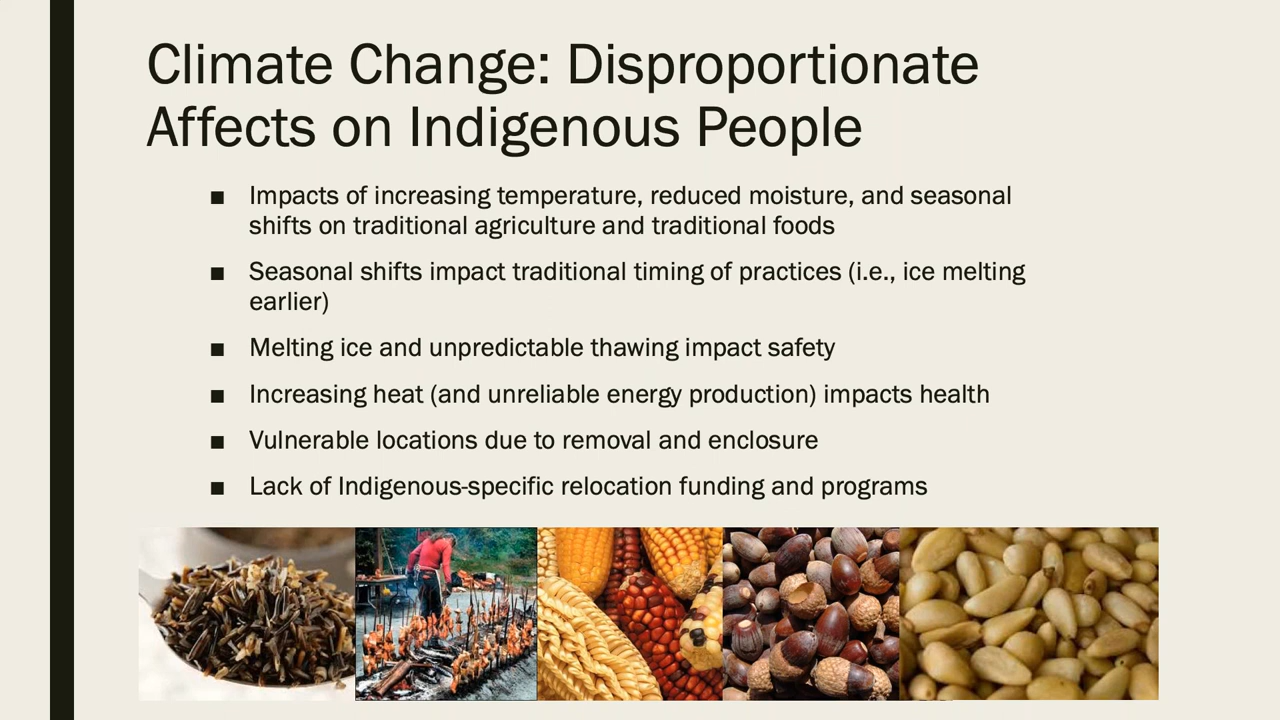 Climate Change: Disproportionate
Affects on Indigenous People
■ Impacts of increasing temperature, reduced moisture, and seasonal
shifts on traditional agriculture and traditional foods
■ Seasonal shifts impact traditional timing of practices (i.e., ice melting
earlier)
■ Melting ice and unpredictable thawing impact safety
■ Increasing heat (and unreliable energy production) impacts health
■ Vulnerable locations due to removal and enclosure
■ Lack of Indigenous-specific relocation funding and programs